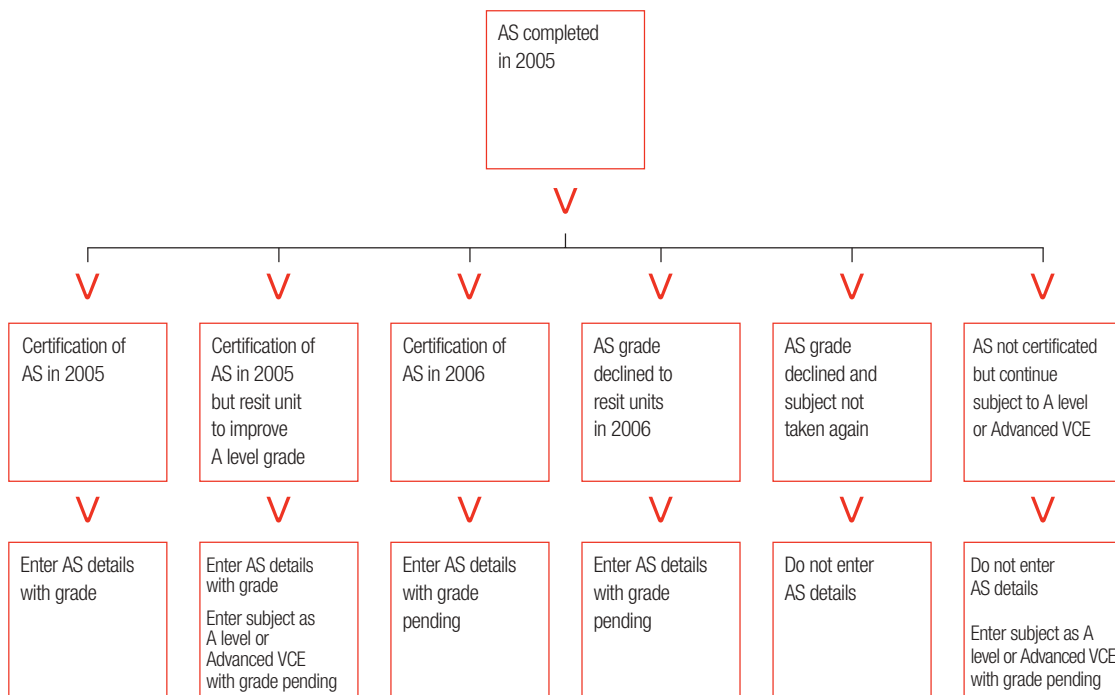 AS completed
in 2005
Certification of
AS in 2005
Certification of
AS in 2005
but resit unit
to improve
A level grade
Certification of
AS in 2006
AS grade
declined to
resit units
in 2006
AS grade
declined and
subject not
taken again
AS not certificated
but continue
subject to A level
or Advanced VCE
Enter AS details
with grade
Enter AS details
with grade
Enter subject as
A level or
Advanced VCE
with grade pending
Enter AS details
with grade
pending
Enter AS details
with grade
pending
Do not enter
AS details
Do not enter
AS details
Enter subject as A
level or Advanced VCE
with grade pending